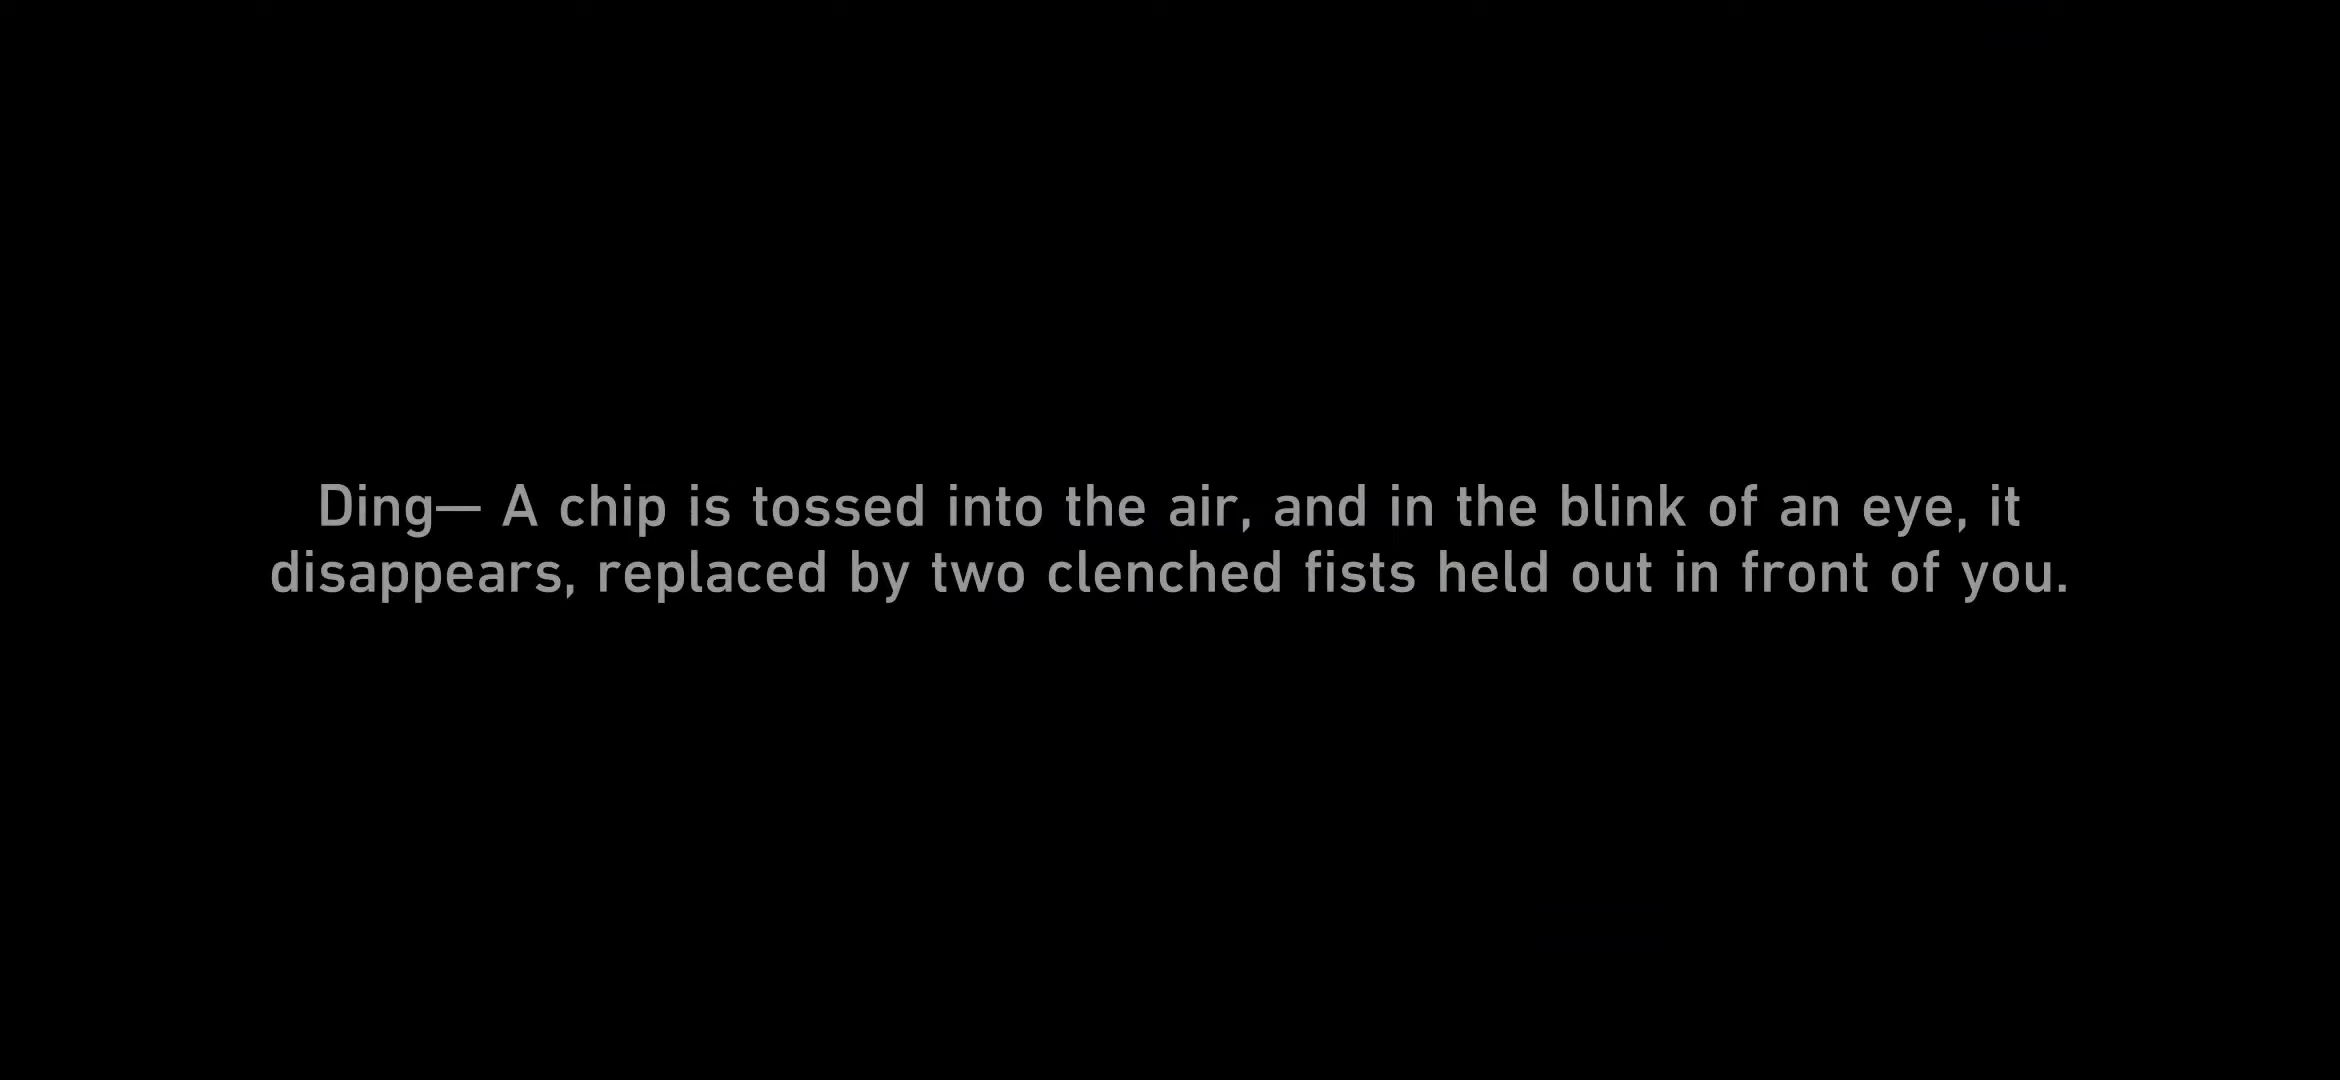 Ding— A chip is tossed into the air, and in the blink of an eye, it
disappears, replaced by two clenched fists held out in front of you.